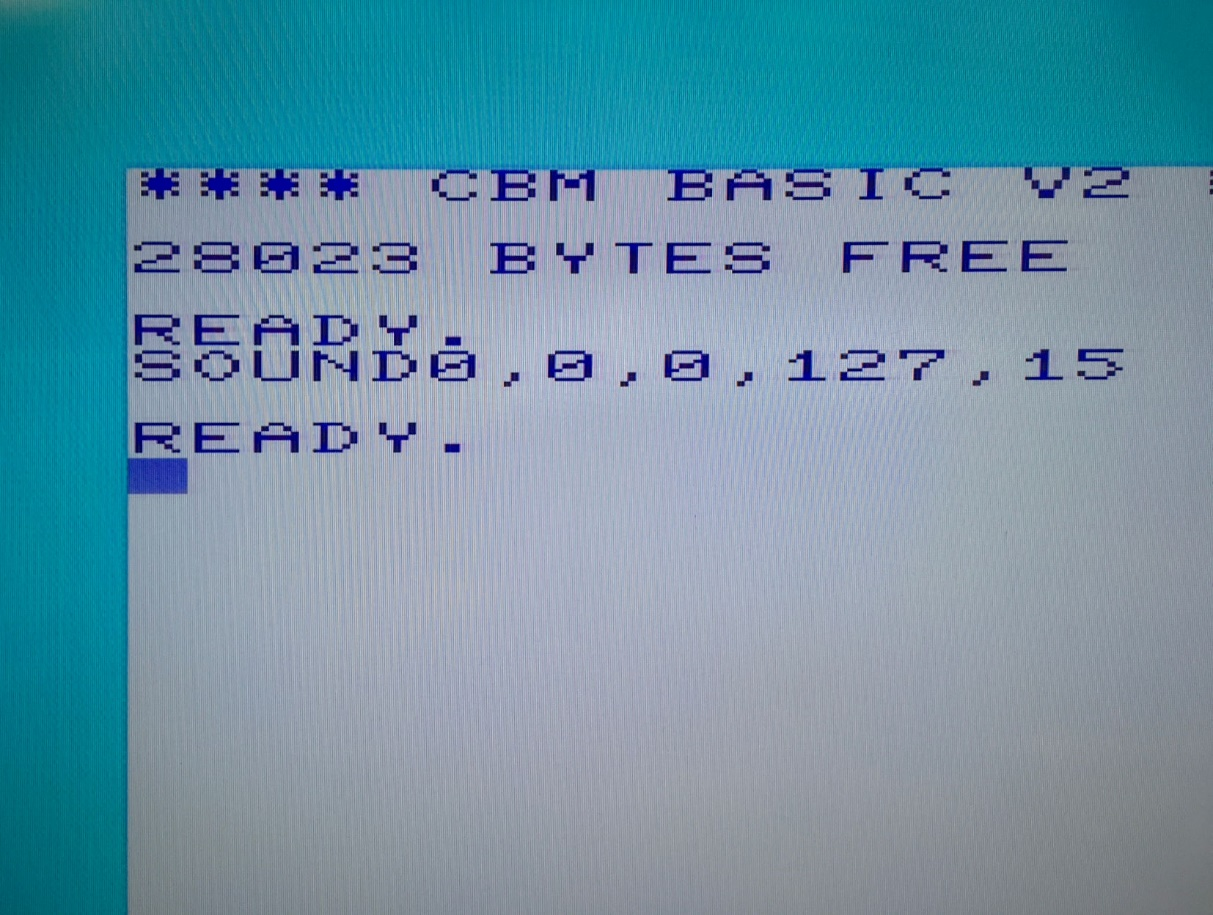 **** CBM BASIC V2
28023 BYTES FREE
READY.
SOUND0,0,0,127,15
READY.